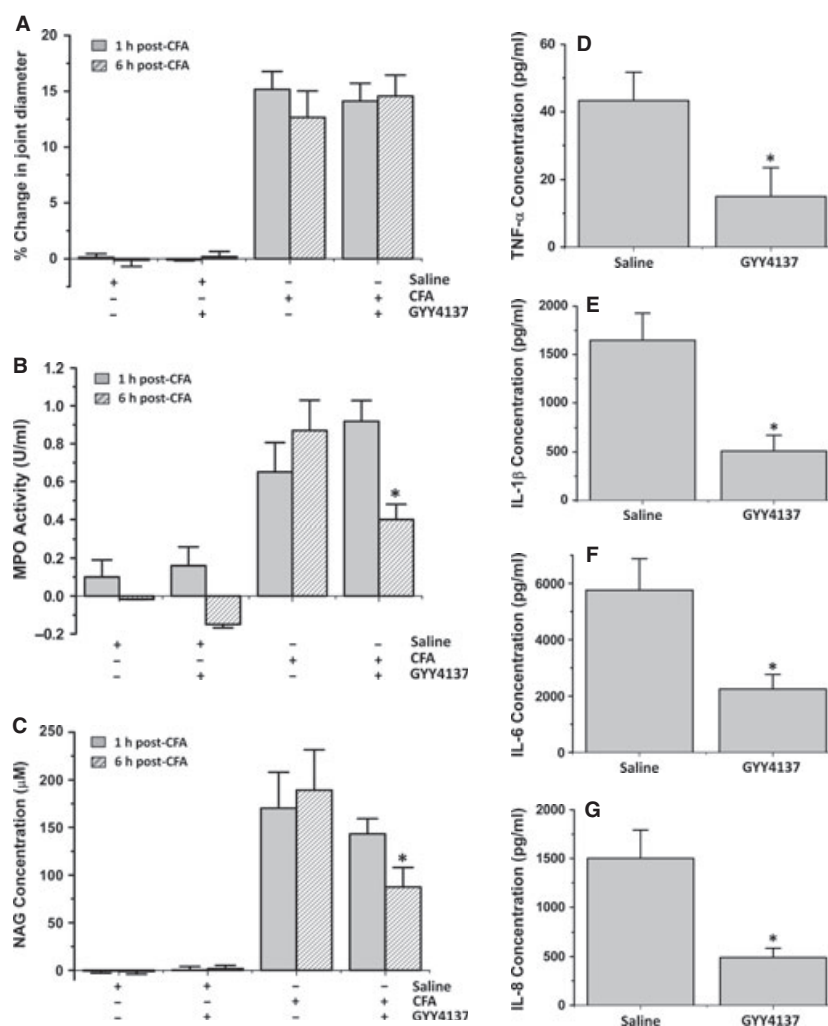 A
1 h post-CFA
6 h post-CFA
% Change in joint diameter
20
15
10
5
0
+ + – – Saline
– – + + CFA
– + – + GYY4137
B
1 h post-CFA
6 h post-CFA
MPO Activity (U/ml)
1.2
1.0
0.8
0.6
0.4
0.2
0.0
–0.2
*
+ + – – Saline
– – + + CFA
– + – + GYY4137
C
1 h post-CFA
6 h post-CFA
NAG Concentration (µM)
250
200
150
100
50
0
*
+ + – – Saline
– – + + CFA
– + – + GYY4137
D
TNF-α Concentration (pg/ml)
60
40
20
0
*
Saline GYY4137
E
IL-1β Concentration (pg/ml)
2000
1500
1000
500
0
*
Saline GYY4137
F
IL-6 Concentration (pg/ml)
6000
4000
2000
0
*
Saline GYY4137
G
IL-8 Concentration (pg/ml)
2000
1500
1000
500
0
*
Saline GYY4137